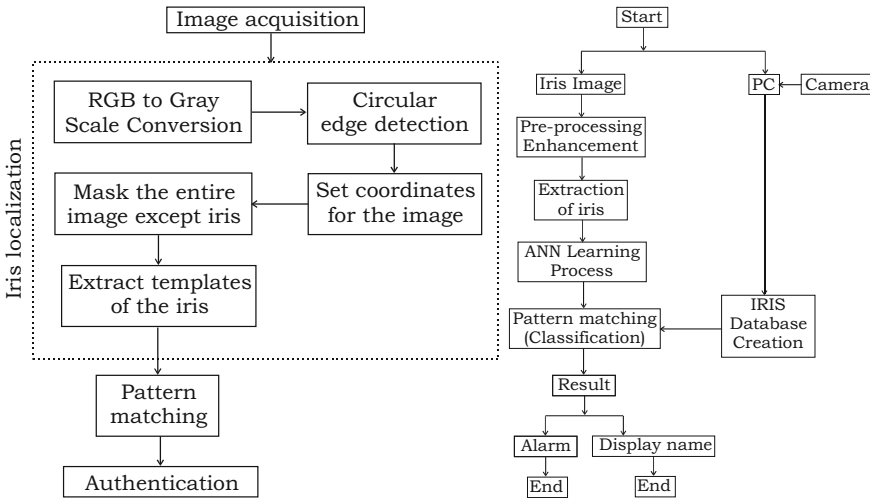 Image acquisition
Iris localization
RGB to Gray
Scale Conversion
Circular
edge detection
Mask the entire
image except iris
Set coordinates
for the image
Extract templates
of the iris
Pattern
matching
Authentication
Start
Iris Image
PC
Camera
Pre-processing
Enhancement
Extraction
of iris
ANN Learning
Process
Pattern matching
(Classification)
IRIS
Database
Creation
Result
Alarm
Display name
End
End